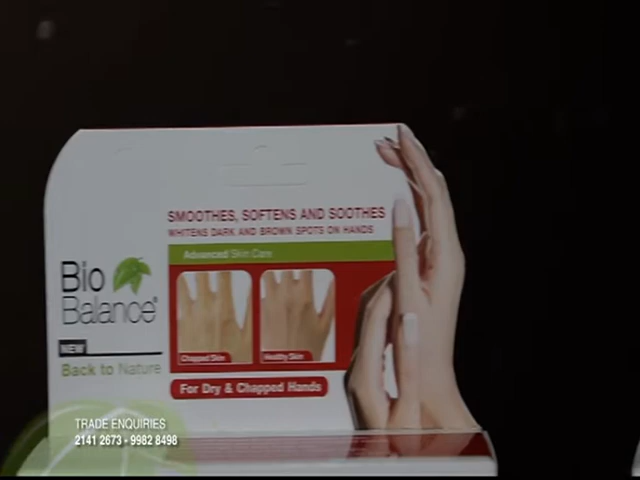 SMOOTHES, SOFTENS AND SOOTHES
WHITENS DARK AND BROWN SPOTS ON HANDS
Advanced Skin Care
Bio
Balance®
NEW
Back to Nature
Chapped Skin
Healthy Skin
For Dry & Chapped Hands
TRADE ENQUIRIES
2141 2673 - 9982 8498